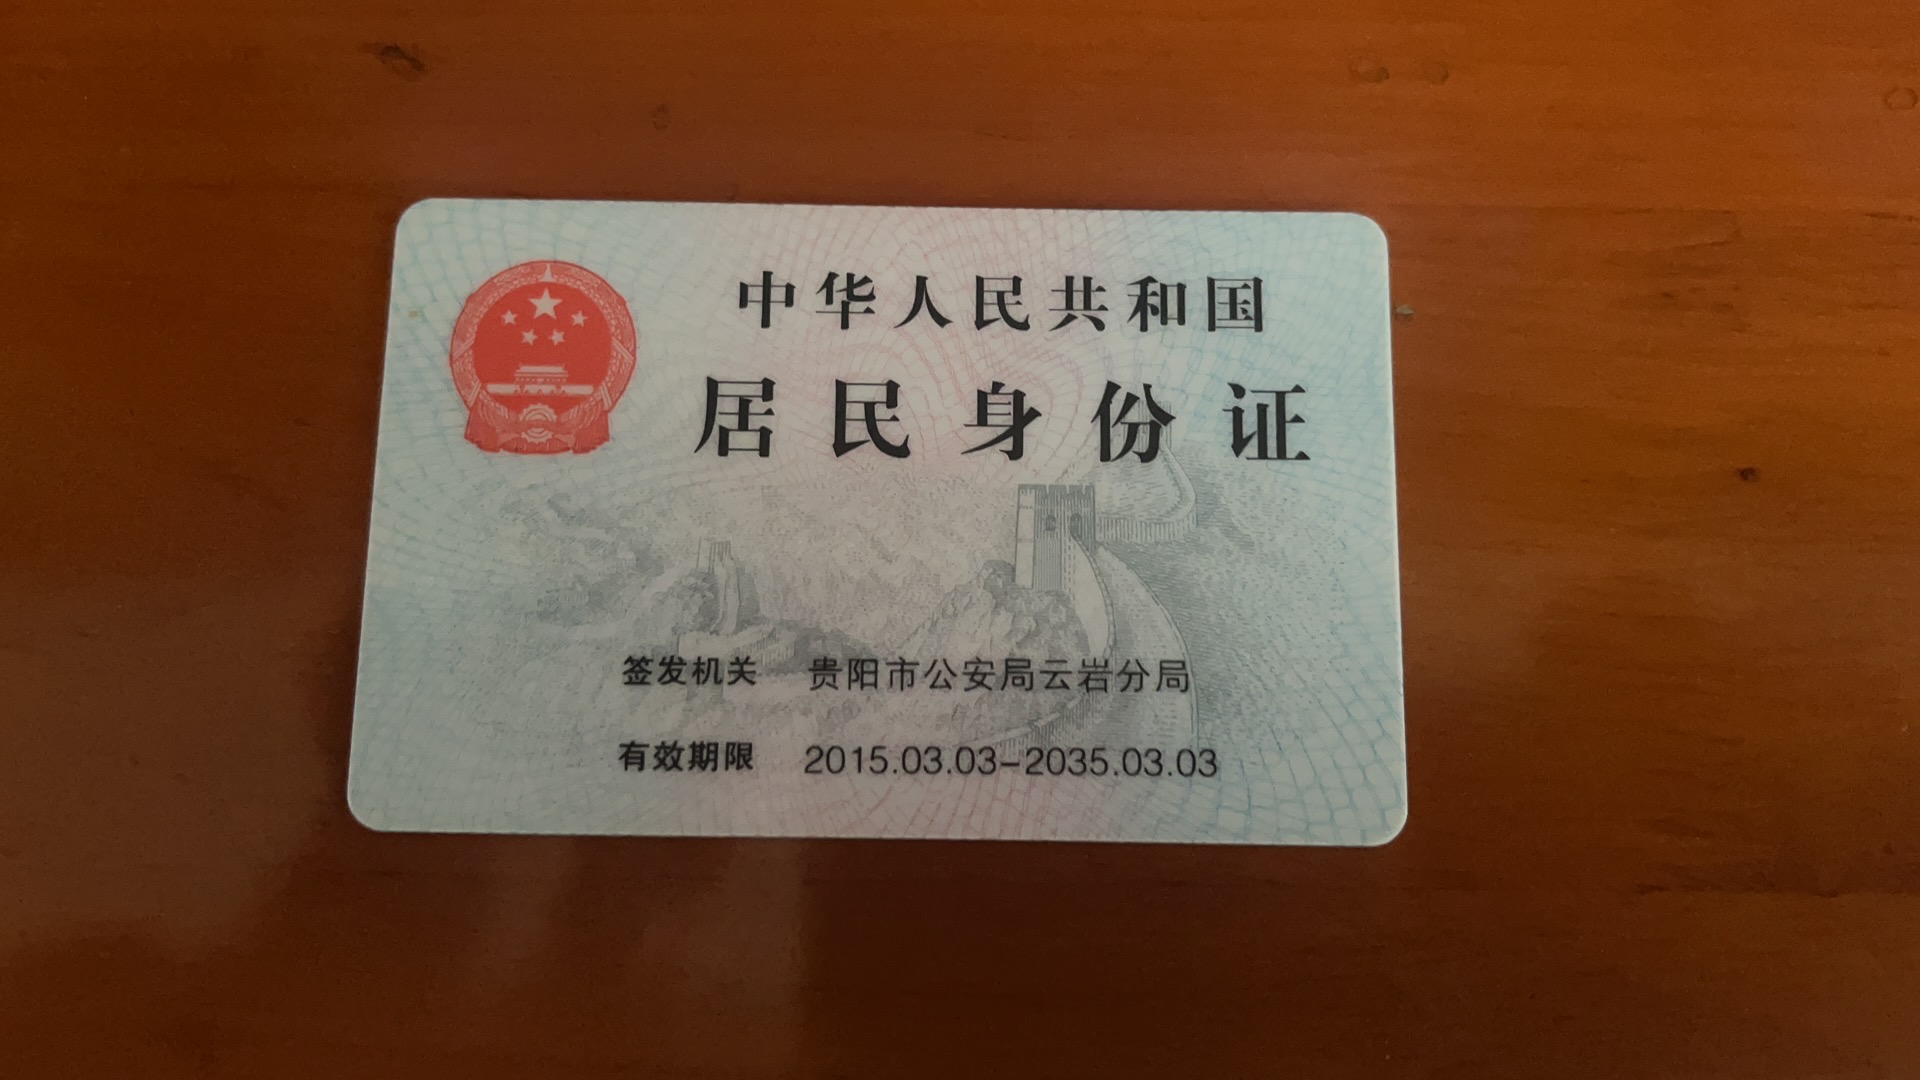 中华人民共和国
居民身份证
签发机关 贵阳市公安局云岩分局
有效期限 2015.03.03-2035.03.03